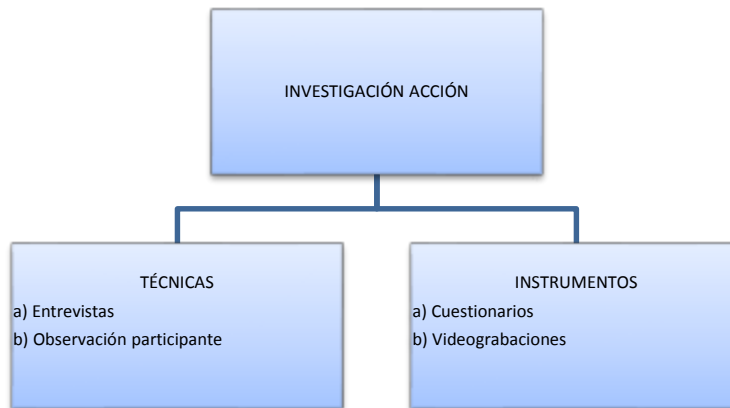 INVESTIGACIÓN ACCIÓN
TÉCNICAS
a) Entrevistas
b) Observación participante
INSTRUMENTOS
a) Cuestionarios
b) Videograbaciones